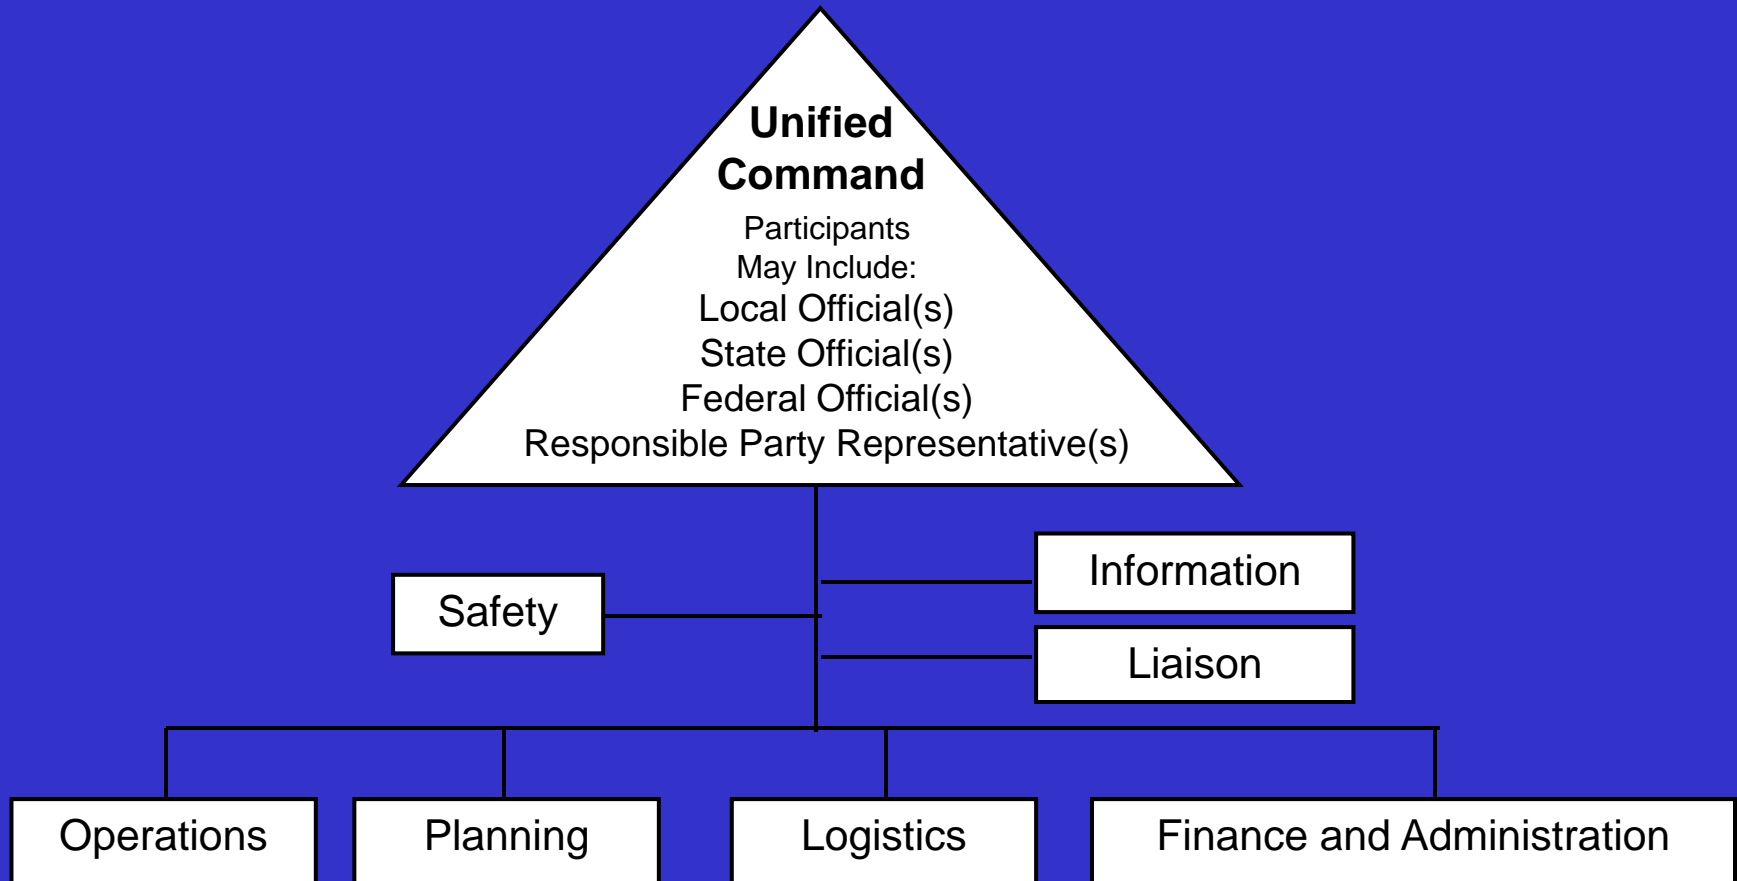 Unified
Command
Participants
May Include:
Local Official(s)
State Official(s)
Federal Official(s)
Responsible Party Representative(s)
Information
Safety
Liaison
Operations
Planning
Logistics
Finance and Administration